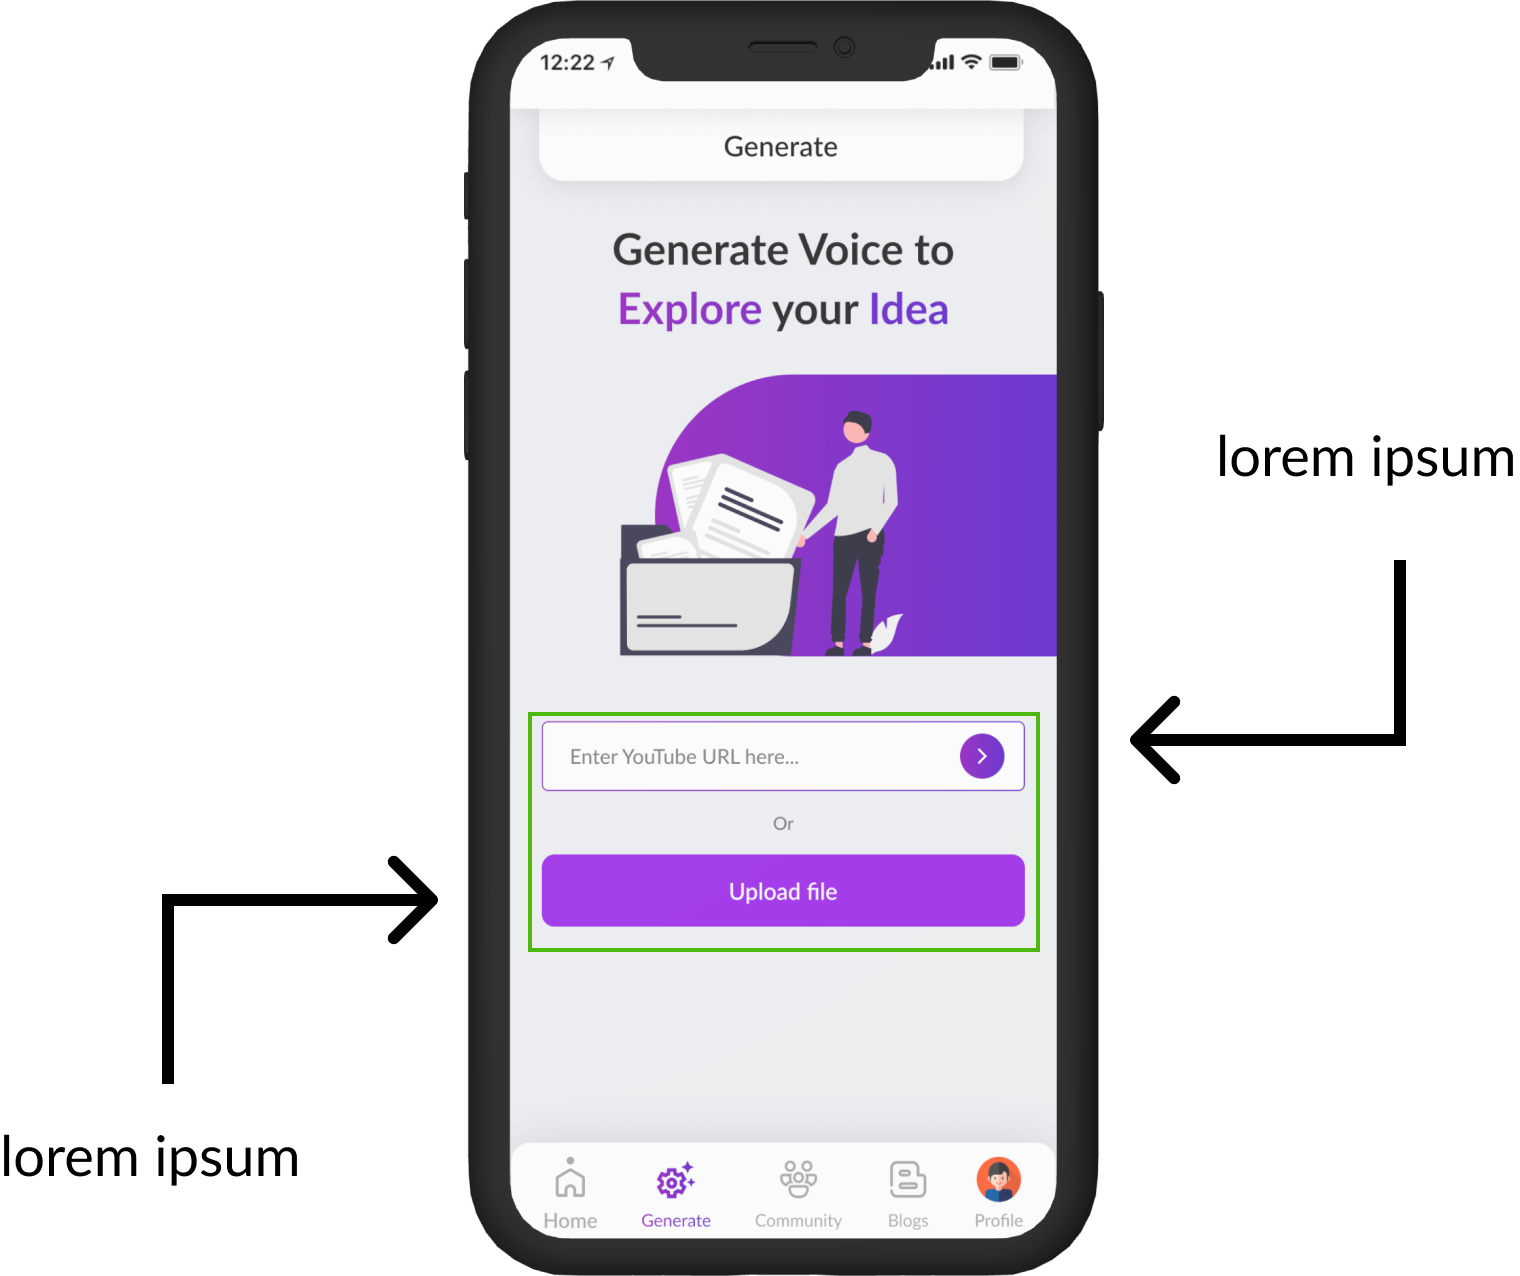 12:22
Generate
Generate Voice to
Explore your Idea
lorem ipsum
Enter YouTube URL here...
Or
Upload file
lorem ipsum
Home
Generate
Community
Blogs
Profile